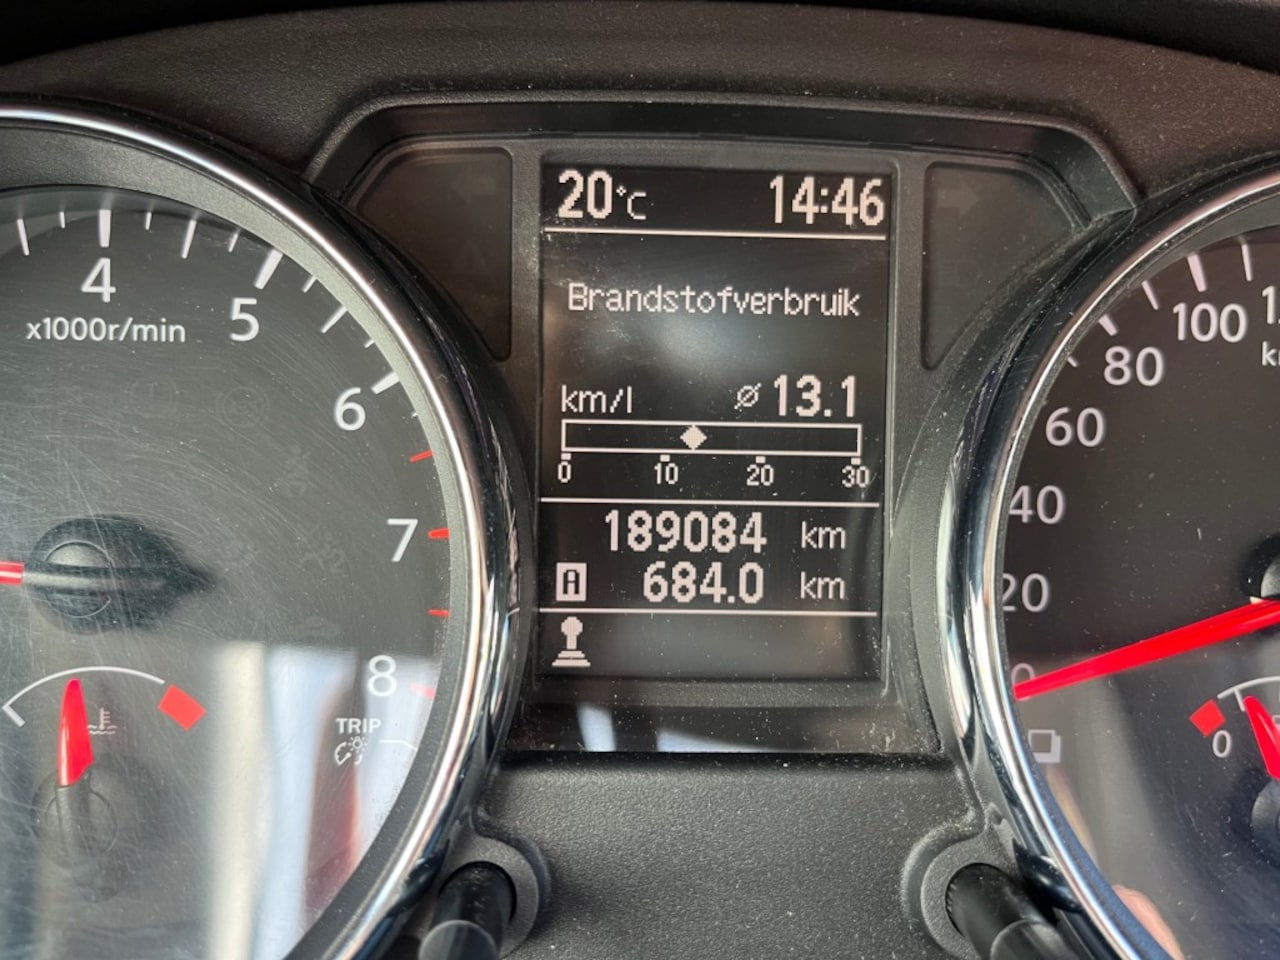 20°C 14:46
Brandstofverbruik
km/l ⌀ 13.1
0 10 20 30
189084 km
A 684.0 km
4 5 6 7 8
x1000r/min
TRIP
20 40 60 80 100
0